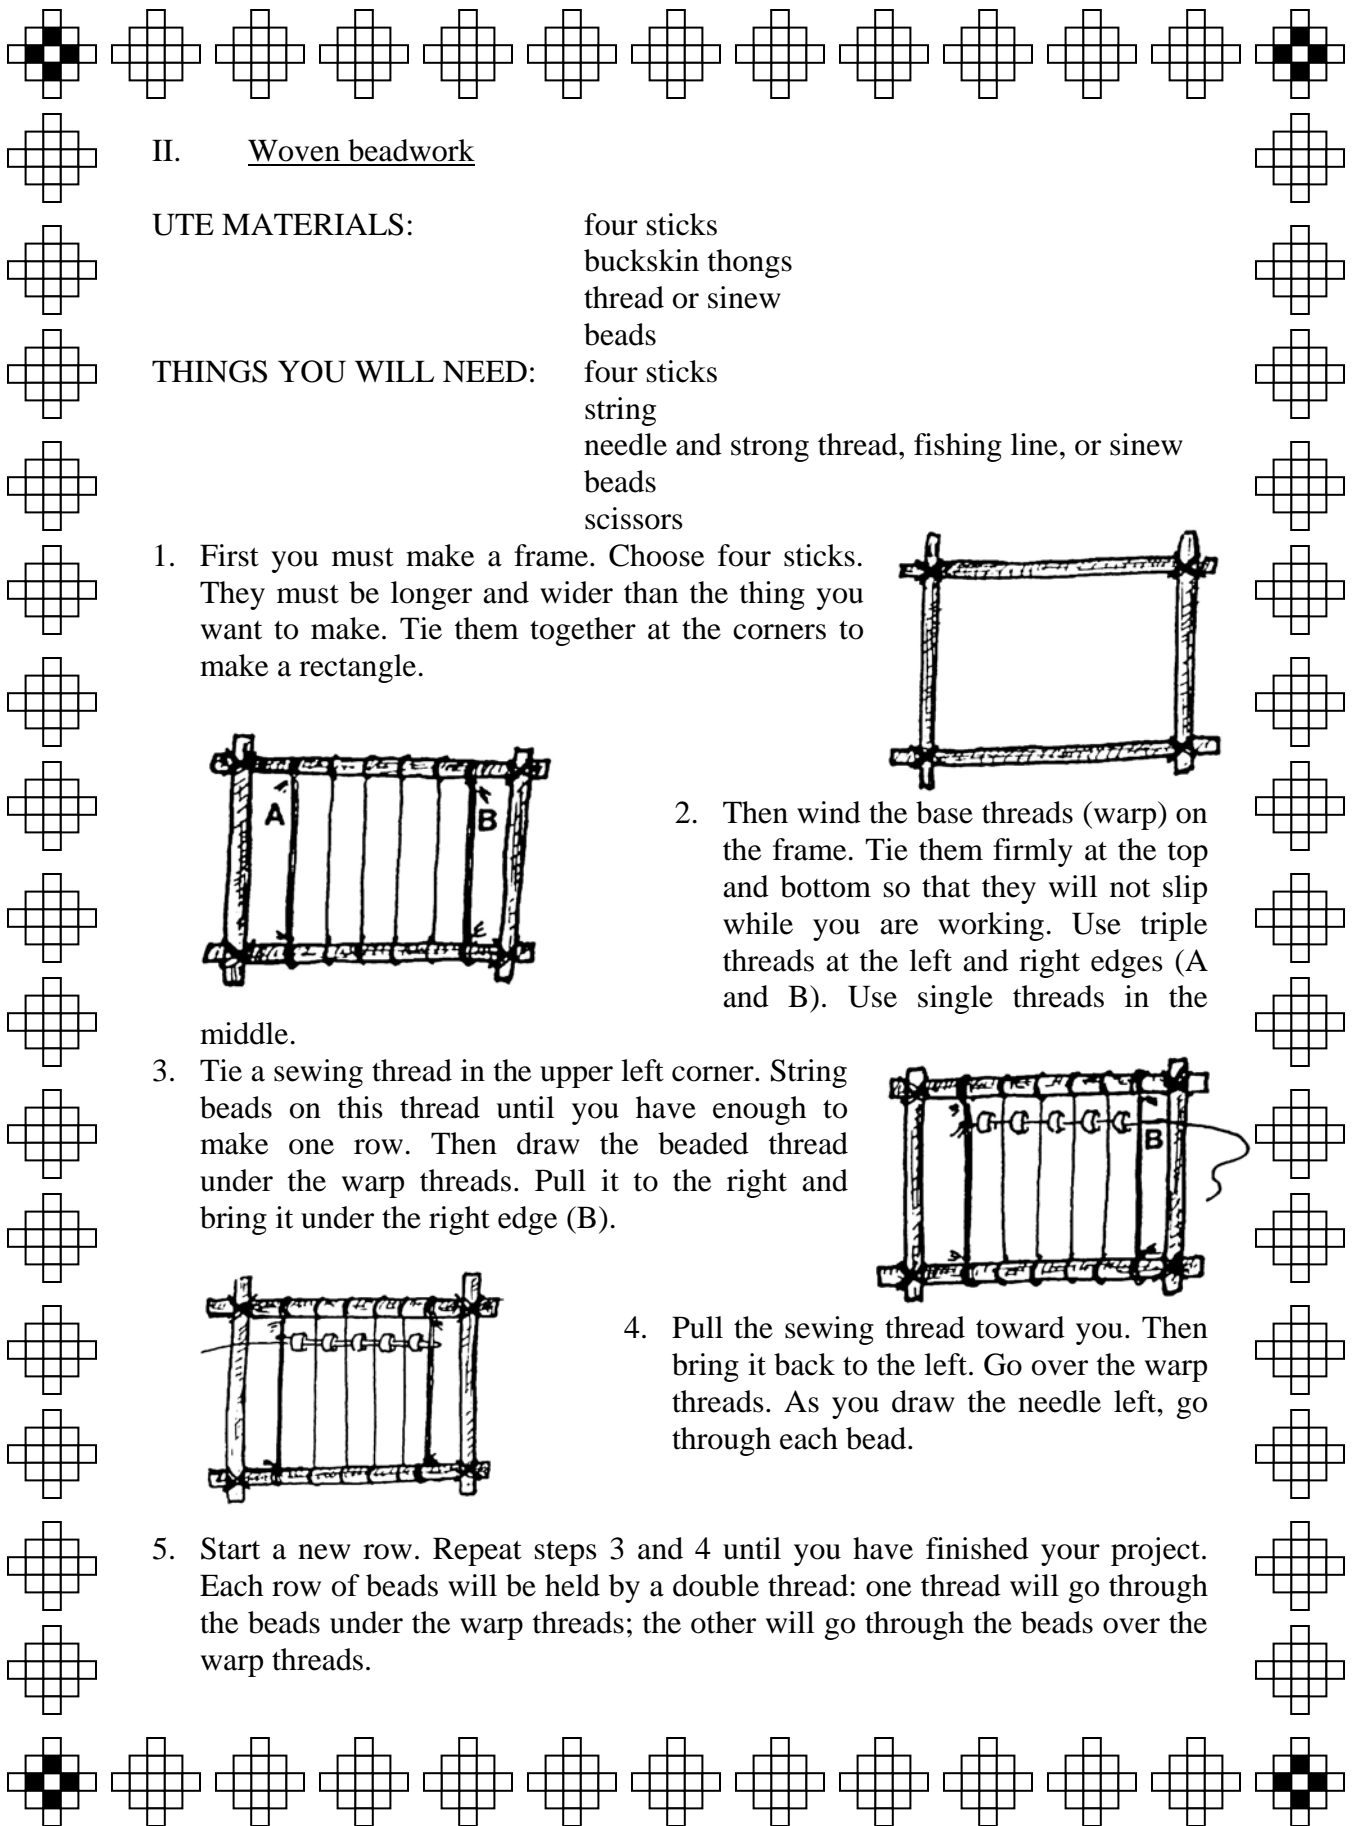 II. Woven beadwork
UTE MATERIALS: four sticks
buckskin thongs
thread or sinew
beads
THINGS YOU WILL NEED: four sticks
string
needle and strong thread, fishing line, or sinew
beads
scissors
1. First you must make a frame. Choose four sticks.
They must be longer and wider than the thing you
want to make. Tie them together at the corners to
make a rectangle.
A
B
2. Then wind the base threads (warp) on
the frame. Tie them firmly at the top
and bottom so that they will not slip
while you are working. Use triple
threads at the left and right edges (A
and B). Use single threads in the
middle.
3. Tie a sewing thread in the upper left corner. String
beads on this thread until you have enough to
make one row. Then draw the beaded thread
under the warp threads. Pull it to the right and
bring it under the right edge (B).
B
4. Pull the sewing thread toward you. Then
bring it back to the left. Go over the warp
threads. As you draw the needle left, go
through each bead.
5. Start a new row. Repeat steps 3 and 4 until you have finished your project.
Each row of beads will be held by a double thread: one thread will go through
the beads under the warp threads; the other will go through the beads over the
warp threads.